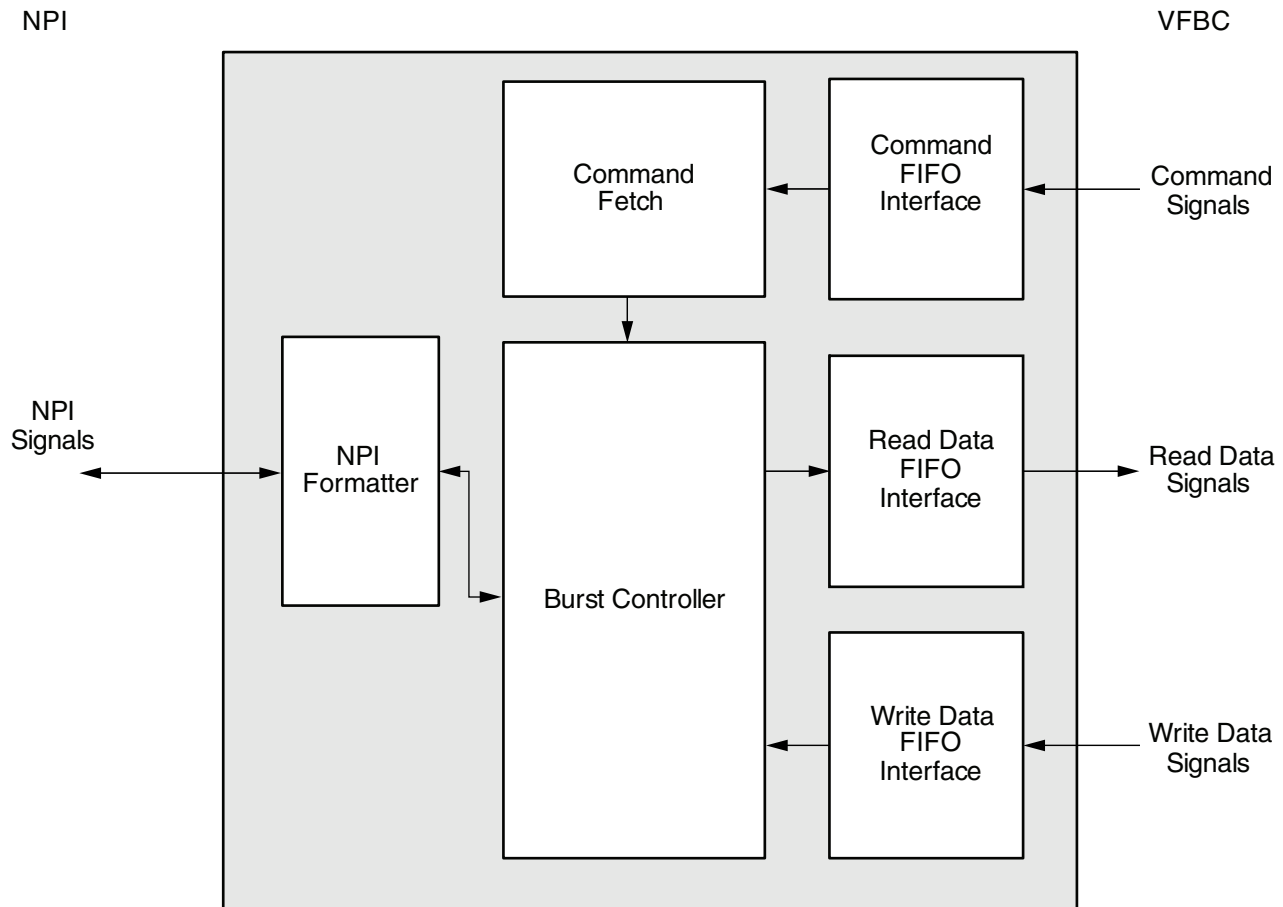 NPI
VFBC
Command
Fetch
Command
FIFO
Interface
Command
Signals
NPI
Signals
NPI
Formatter
Burst Controller
Read Data
FIFO
Interface
Read Data
Signals
Write Data
FIFO
Interface
Write Data
Signals